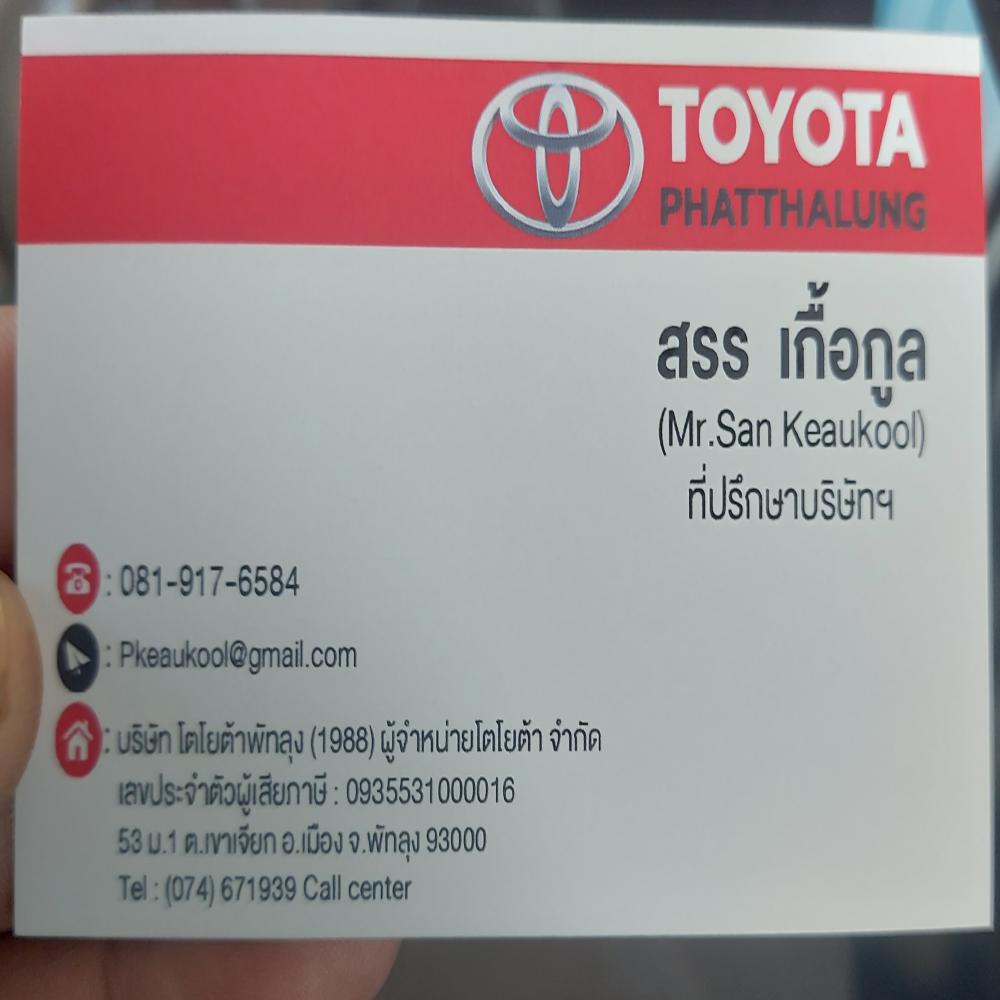 TOYOTA
PHATTHALUNG
สรร เกื้อกูล
(Mr.San Keaukool)
ที่ปรึกษาบริษัทฯ
: 081-917-6584
: Pkeaukool@gmail.com
: บริษัท โตโยต้าพัทลุง (1988) ผู้จำหน่ายโตโยต้า จำกัด
เลขประจำตัวผู้เสียภาษี : 0935531000016
53 ม.1 ต.เขาเจียก อ.เมือง จ.พัทลุง 93000
Tel : (074) 671939 Call center